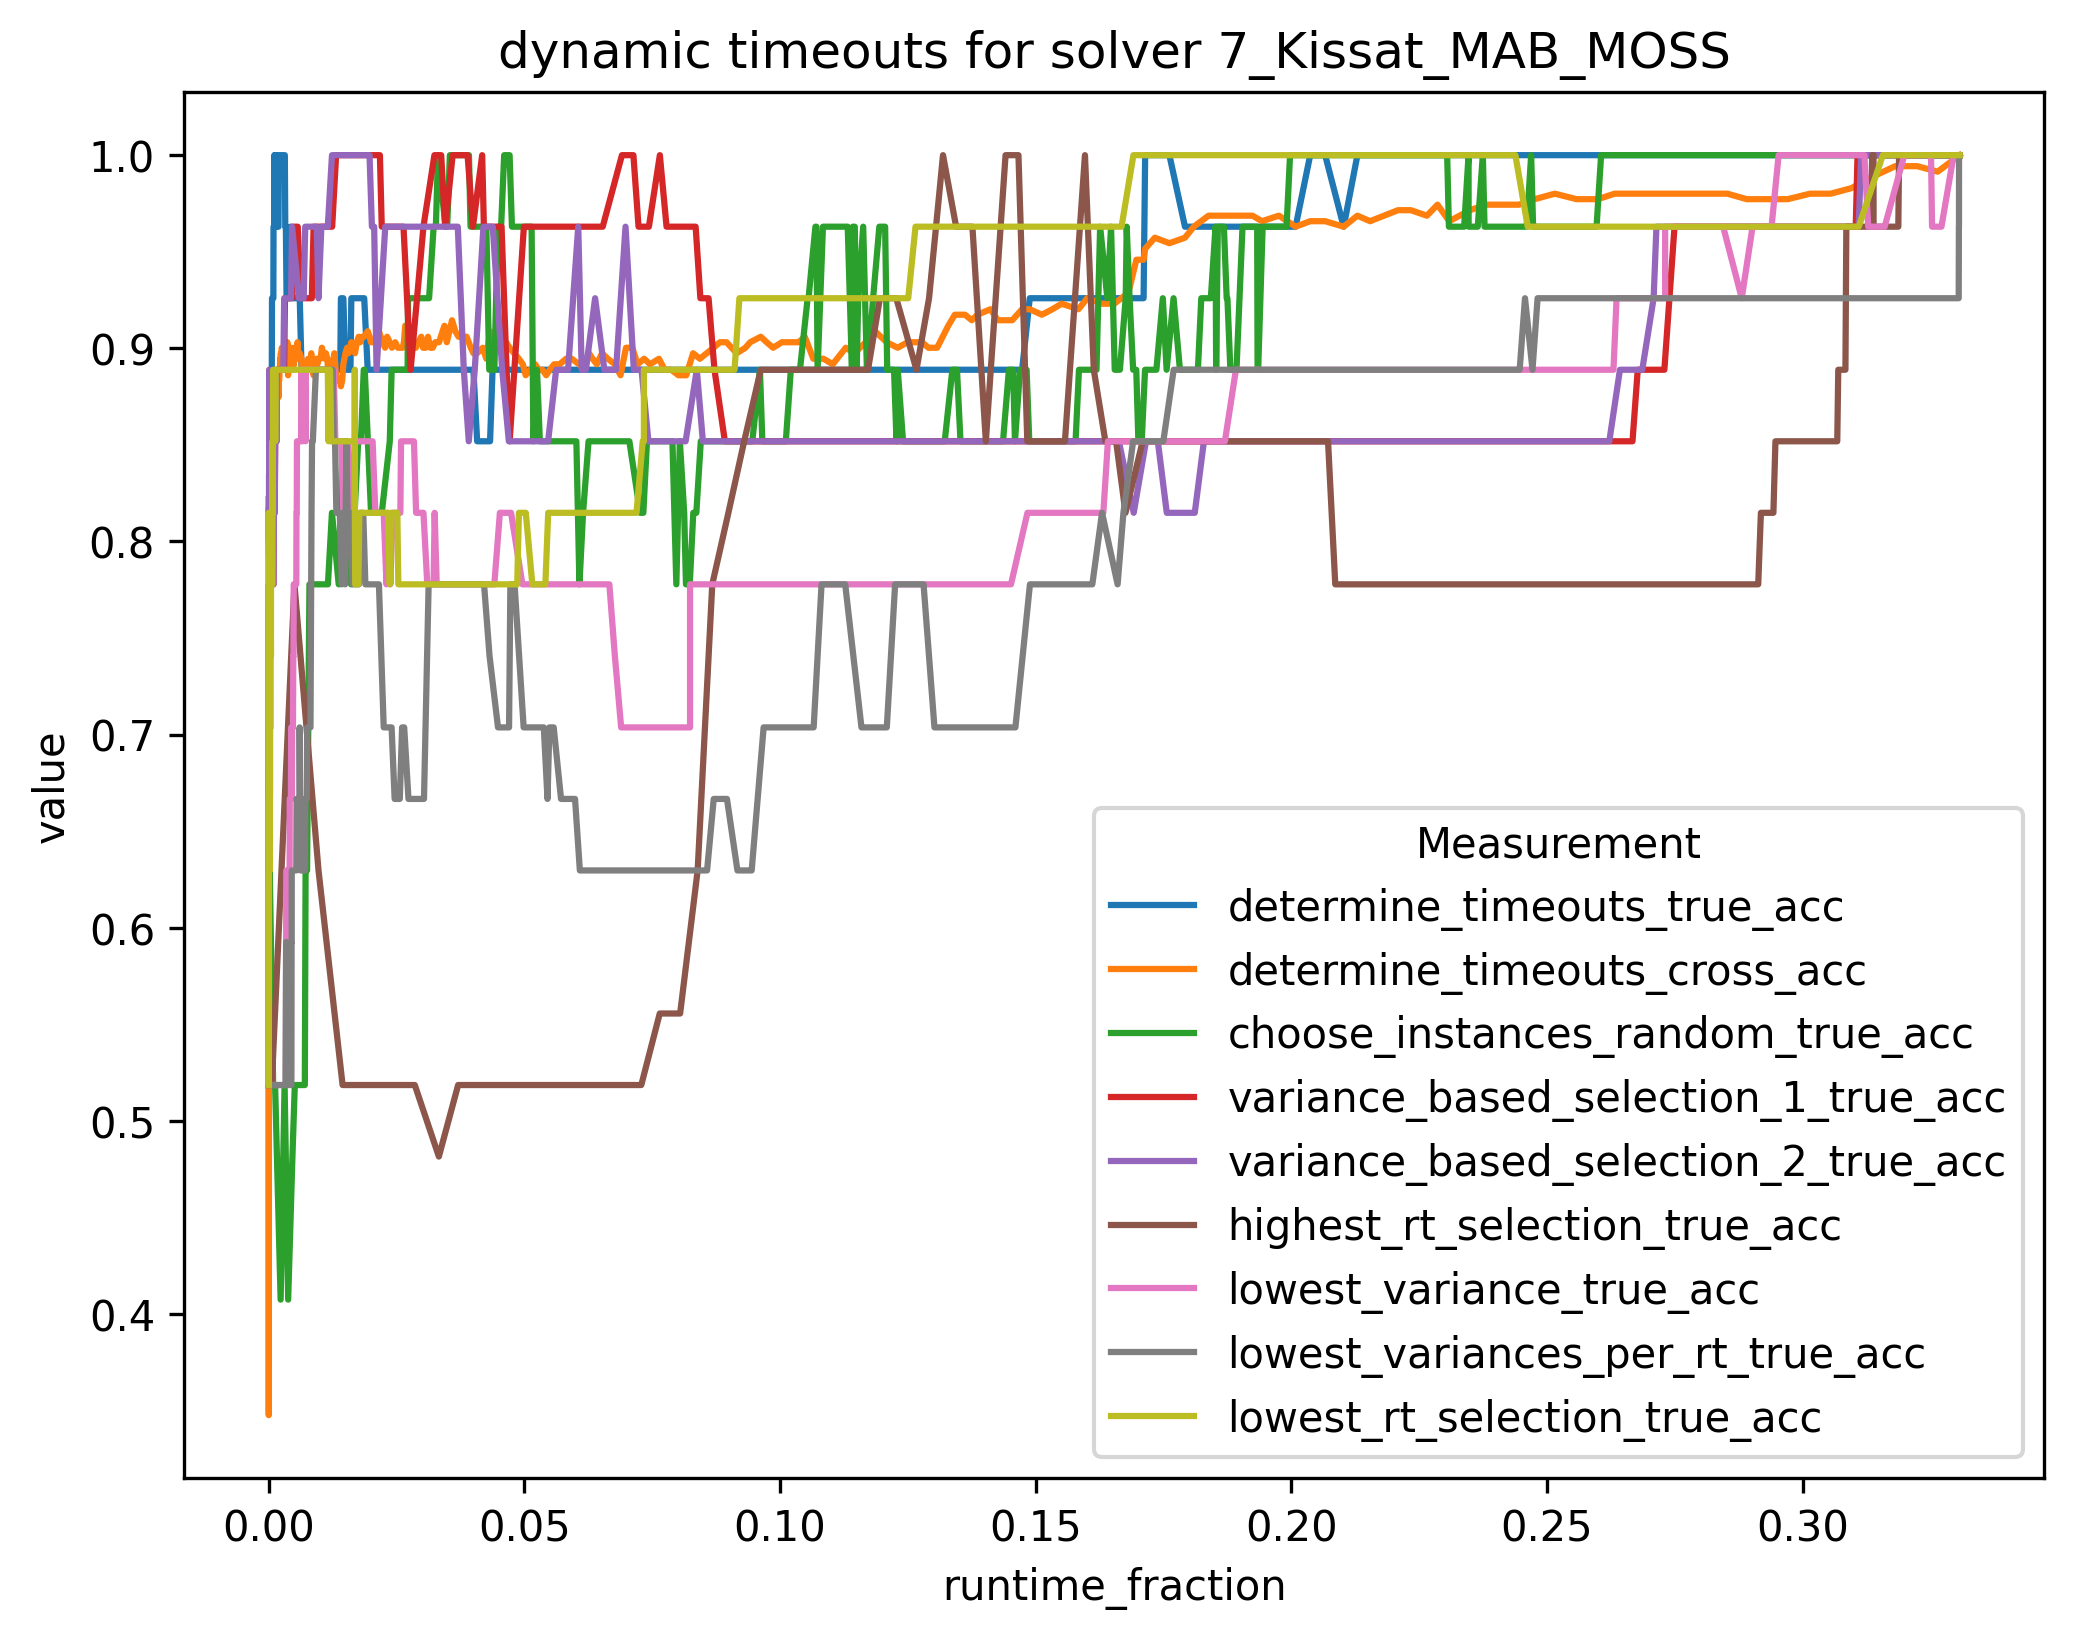 dynamic timeouts for solver 7_Kissat_MAB_MOSS
1.0
0.9
0.8
0.7
0.6
0.5
0.4
value
0.00 0.05 0.10 0.15 0.20 0.25 0.30
runtime_fraction
Measurement
determine_timeouts_true_acc
determine_timeouts_cross_acc
choose_instances_random_true_acc
variance_based_selection_1_true_acc
variance_based_selection_2_true_acc
highest_rt_selection_true_acc
lowest_variance_true_acc
lowest_variances_per_rt_true_acc
lowest_rt_selection_true_acc